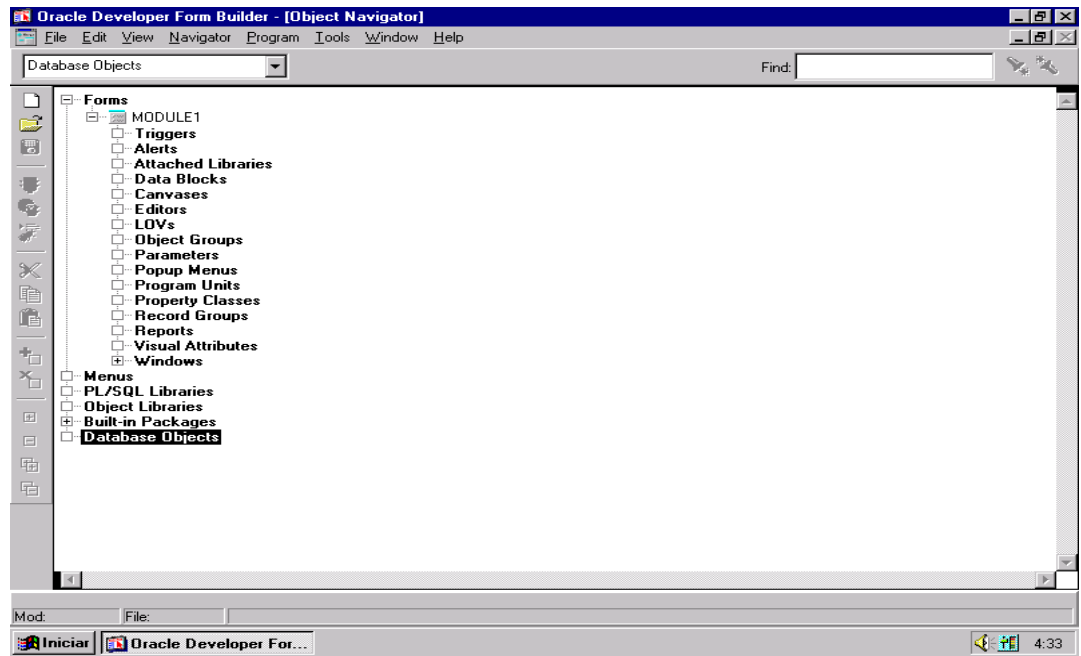 Oracle Developer Form Builder - [Object Navigator]
File Edit View Navigator Program Tools Window Help
Database Objects Find:
Forms
MODULE1
Triggers
Alerts
Attached Libraries
Data Blocks
Canvases
Editors
LOVs
Object Groups
Parameters
Popup Menus
Program Units
Property Classes
Record Groups
Reports
Visual Attributes
Windows
Menus
PL/SQL Libraries
Object Libraries
Built-in Packages
Database Objects
Mod: File:
Iniciar Oracle Developer For... 4:33